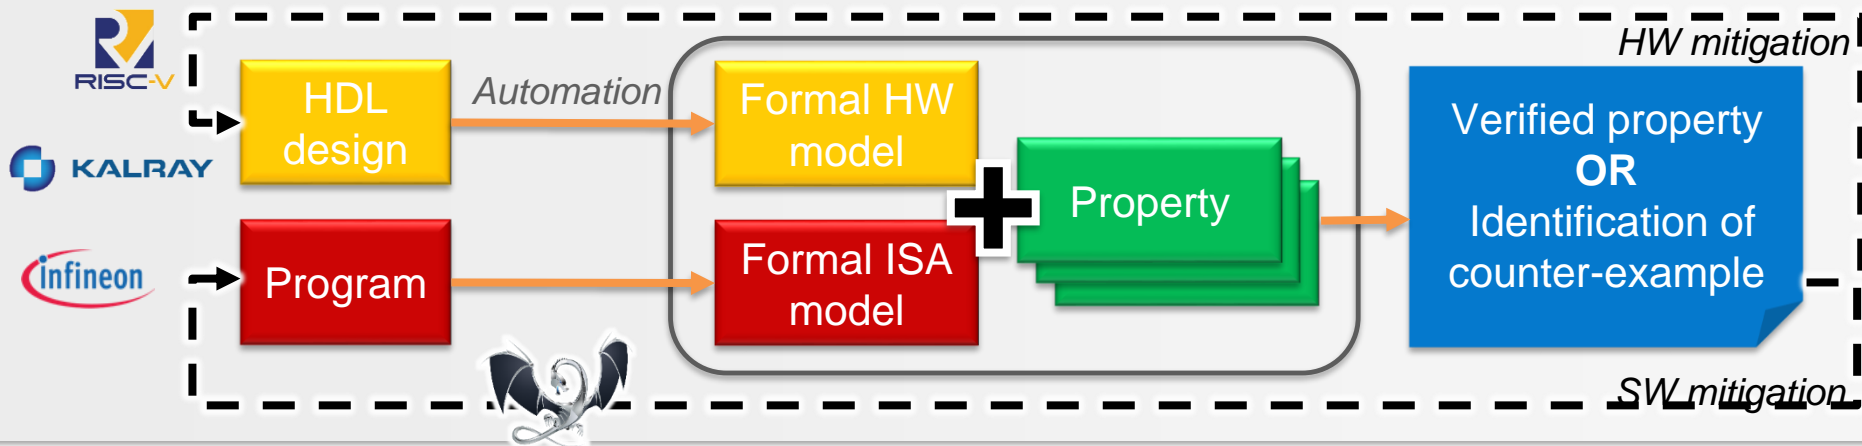 RISC-V
KALRAY
infineon
HDL
design
Automation
Formal HW
model
Program
Formal ISA
model
Property
Verified property
OR
Identification of
counter-example
HW mitigation
SW mitigation